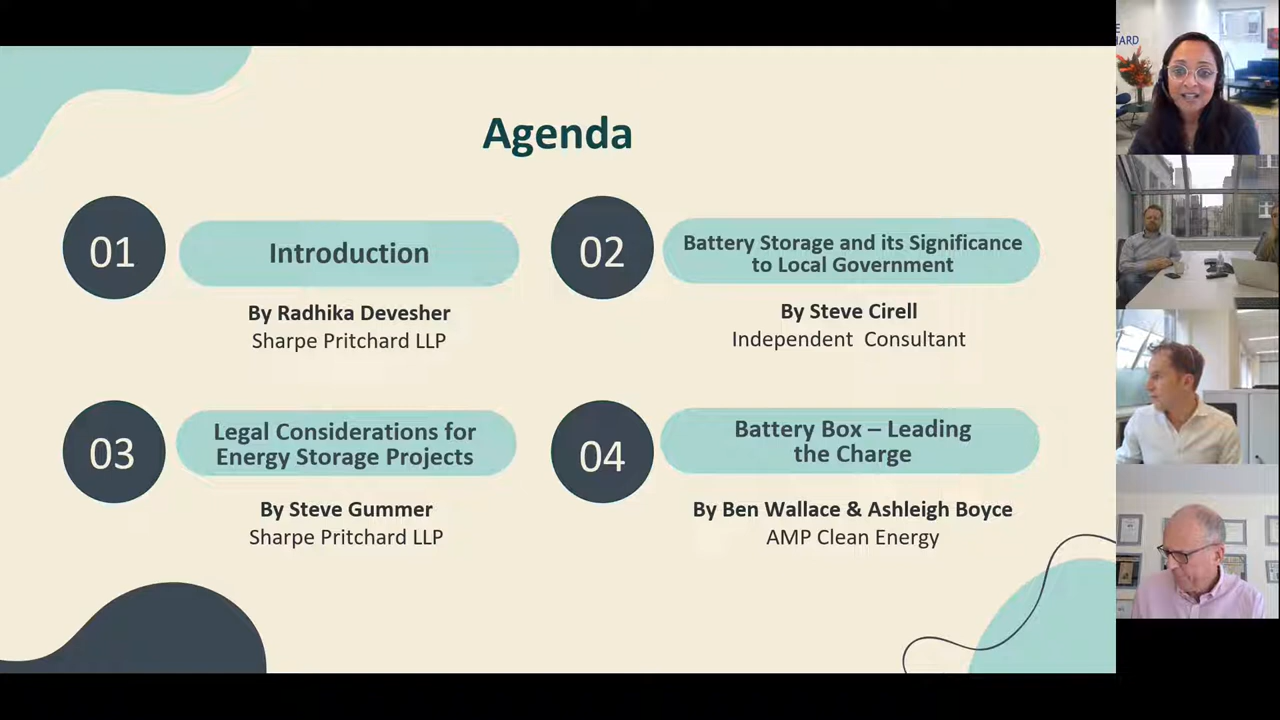 Agenda
01
Introduction
By Radhika Devesher
Sharpe Pritchard LLP
02
Battery Storage and its Significance
to Local Government
By Steve Cirell
Independent Consultant
03
Legal Considerations for
Energy Storage Projects
By Steve Gummer
Sharpe Pritchard LLP
04
Battery Box – Leading
the Charge
By Ben Wallace & Ashleigh Boyce
AMP Clean Energy
E
HARD